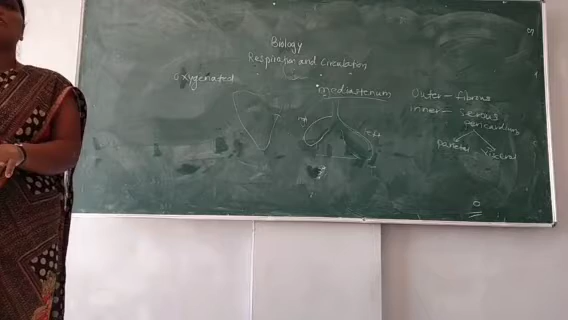 Biology
Respiration and Circulation
Oxygenated
mediastenum
Outer - fibrous
inner - serous
pericardium
parietal
visceral